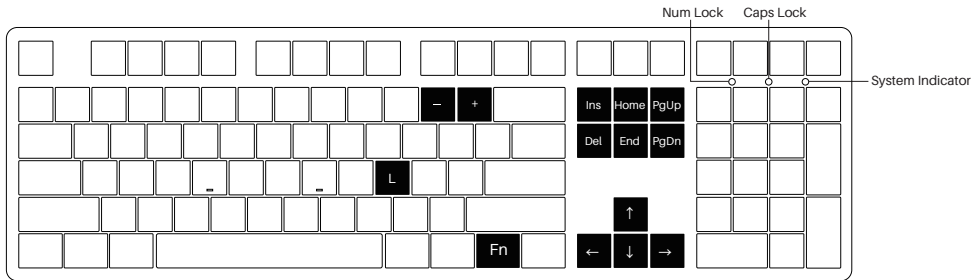 Num Lock Caps Lock
System Indicator
− +
Ins Home PgUp
Del End PgDn
L
↑
Fn
← ↓ →